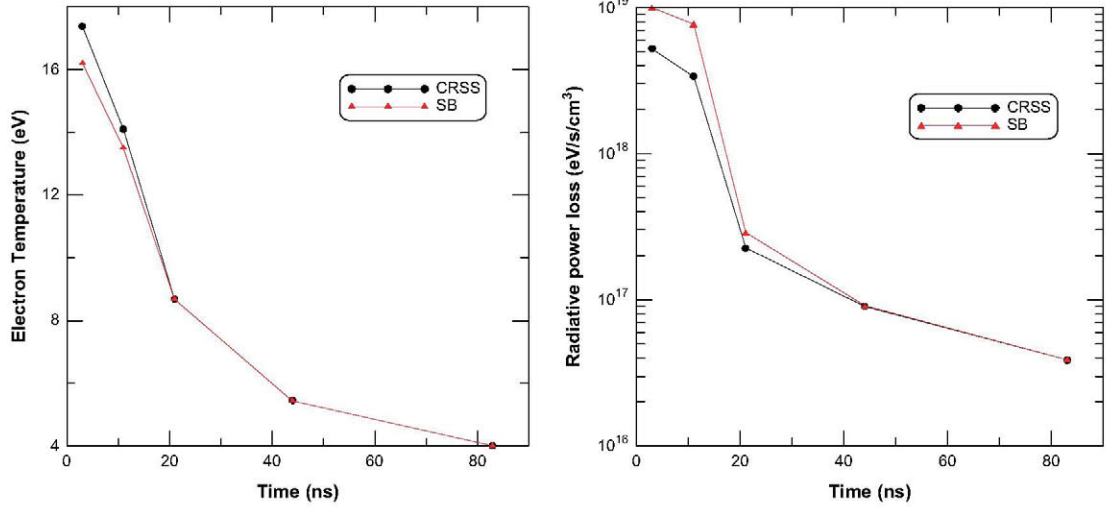 16
12
8
4
Electron Temperature (eV)
CRSS
SB
0
20
40
60
80
Time (ns)
10^19
10^18
10^17
10^16
Radiative power loss (eV/s/cm^3)
CRSS
SB
0
20
40
60
80
Time (ns)